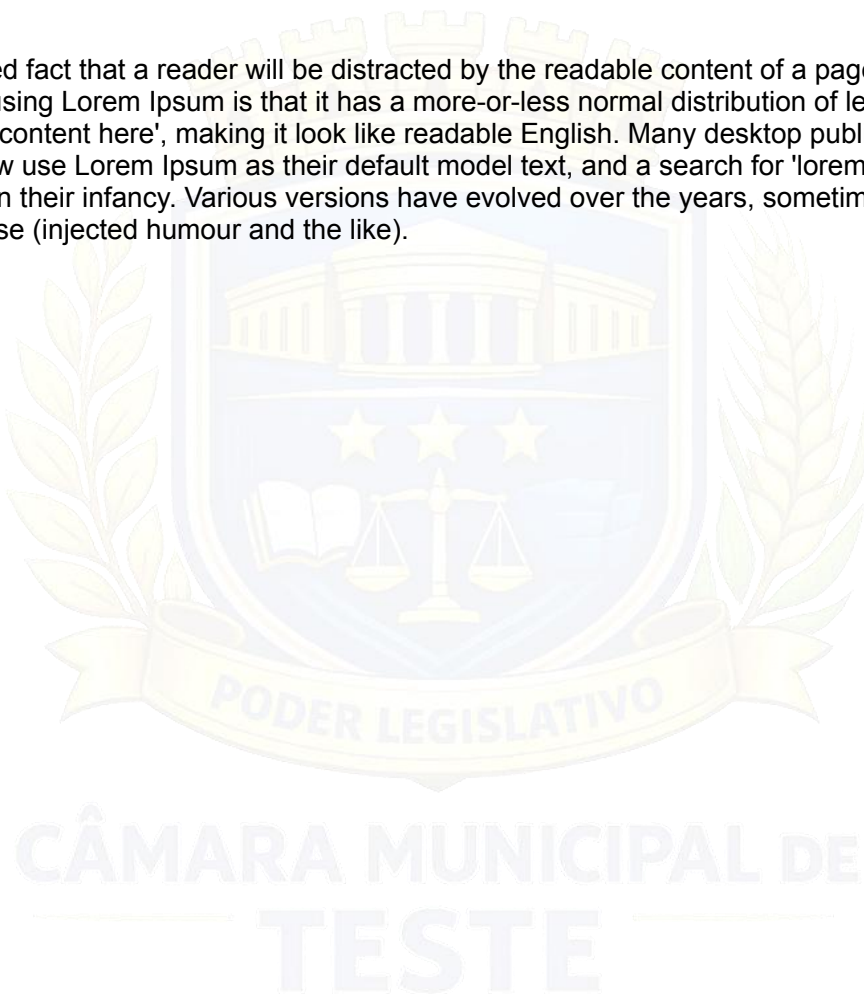 ed fact that a reader will be distracted by the readable content of a page
using Lorem Ipsum is that it has a more-or-less normal distribution of le
content here', making it look like readable English. Many desktop publ
w use Lorem Ipsum as their default model text, and a search for 'lorem
n their infancy. Various versions have evolved over the years, sometim
se (injected humour and the like).
PODER LEGISLATIVO
CÂMARA MUNICIPAL DE
TESTE